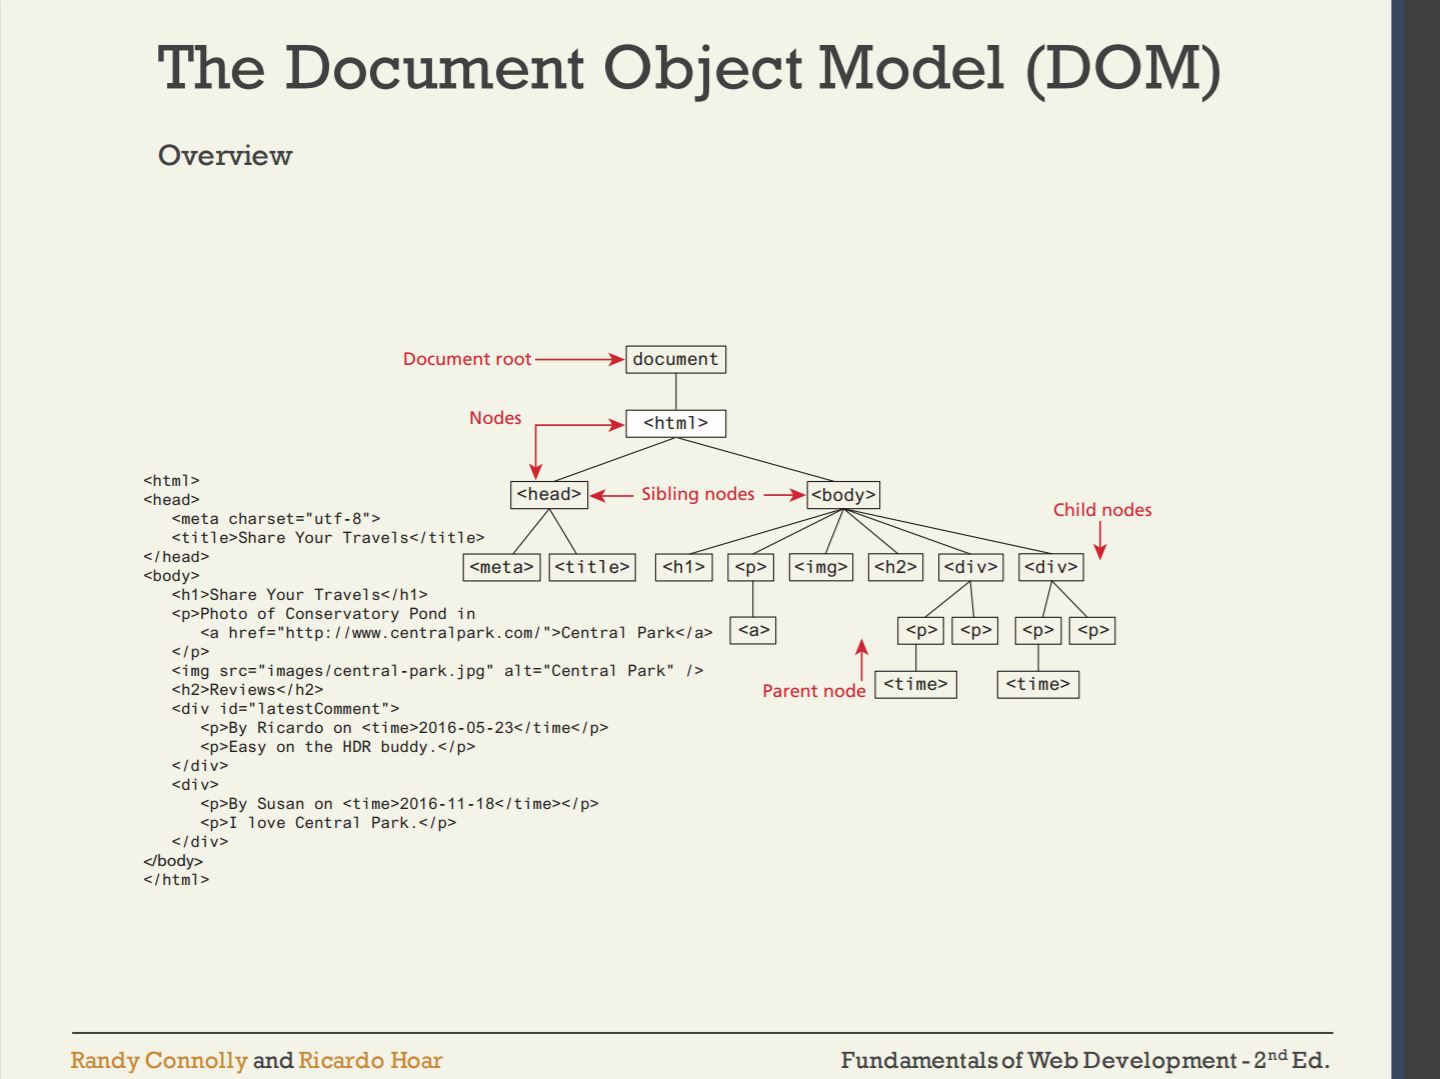 The Document Object Model (DOM)
Overview
Document root
document
Nodes
<html>
<head>
Sibling nodes
<body>
Child nodes
<meta>
<title>
<h1>
<p>
<img>
<h2>
<div>
<div>
<a>
<p>
<p>
<p>
<p>
Parent node
<time>
<time>
<html>
<head>
<meta charset="utf-8">
<title>Share Your Travels</title>
</head>
<body>
<h1>Share Your Travels</h1>
<p>Photo of Conservatory Pond in
<a href="http://www.centralpark.com/">Central Park</a>
</p>
<img src="images/central-park.jpg" alt="Central Park" />
<h2>Reviews</h2>
<div id="latestComment">
<p>By Ricardo on <time>2016-05-23</time</p>
<p>Easy on the HDR buddy.</p>
</div>
<div>
<p>By Susan on <time>2016-11-18</time></p>
<p>I love Central Park.</p>
</div>
</body>
</html>
Randy Connolly and Ricardo Hoar
Fundamentals of Web Development - 2nd Ed.